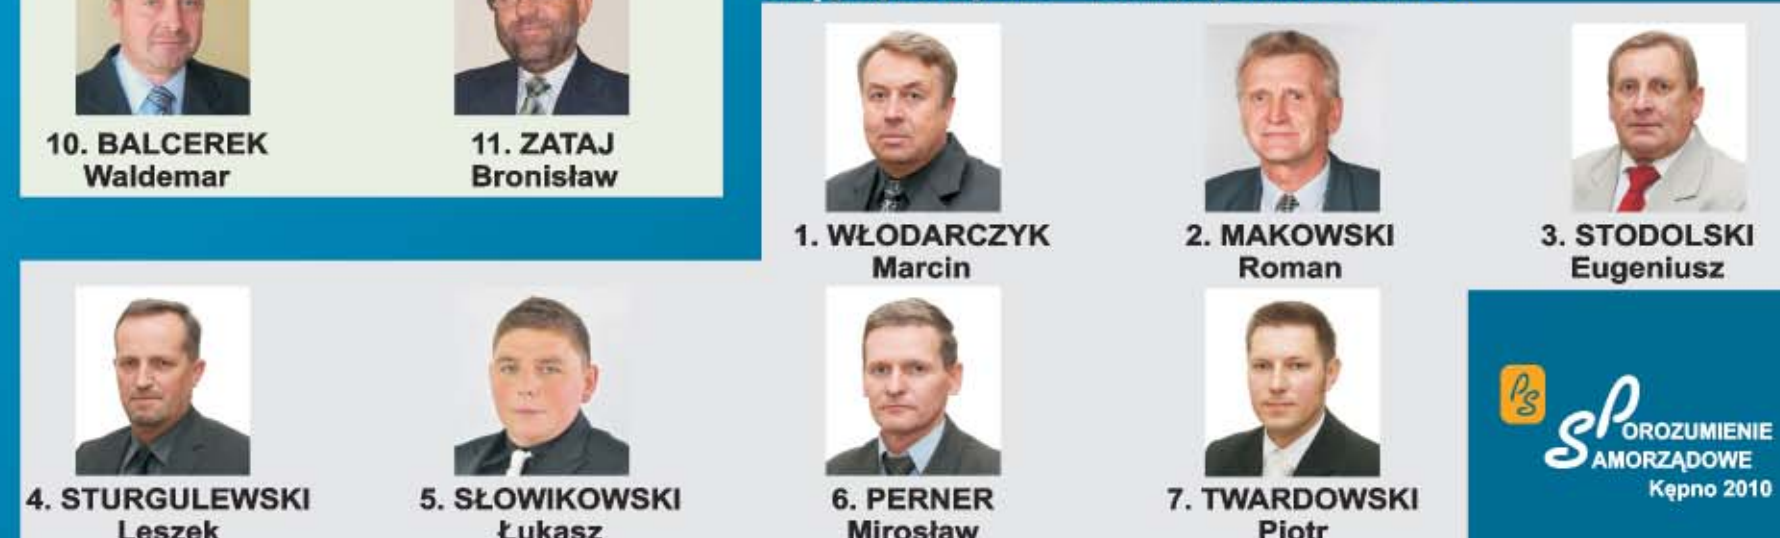 10. BALCEREK
Waldemar
11. ZATAJ
Bronisław
1. WŁODARCZYK
Marcin
2. MAKOWSKI
Roman
3. STODOLSKI
Eugeniusz
4. STURGULEWSKI
Leszek
5. SŁOWIKOWSKI
Łukasz
6. PERNER
Mirosław
7. TWARDOWSKI
Piotr
PS
POROZUMIENIE
SAMORZĄDOWE
Kępno 2010